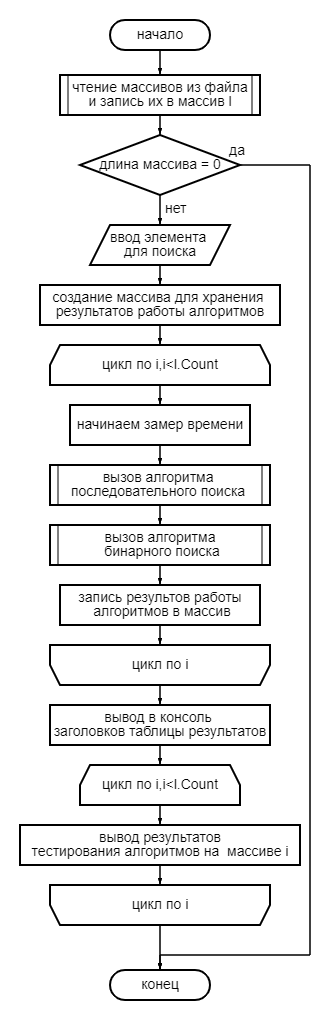 начало
чтение массивов из файла
и запись их в массив l
да
длина массива = 0
нет
ввод элемента
для поиска
создание массива для хранения
результатов работы алгоритмов
цикл по i,i<l.Count
начинаем замер времени
вызов алгоритма
последовательного поиска
вызов алгоритма
бинарного поиска
запись результов работы
алгоритмов в массив
цикл по i
вывод в консоль
заголовков таблицы результатов
цикл по i,i<l.Count
вывод результатов
тестирования алгоритмов на массиве i
цикл по i
конец